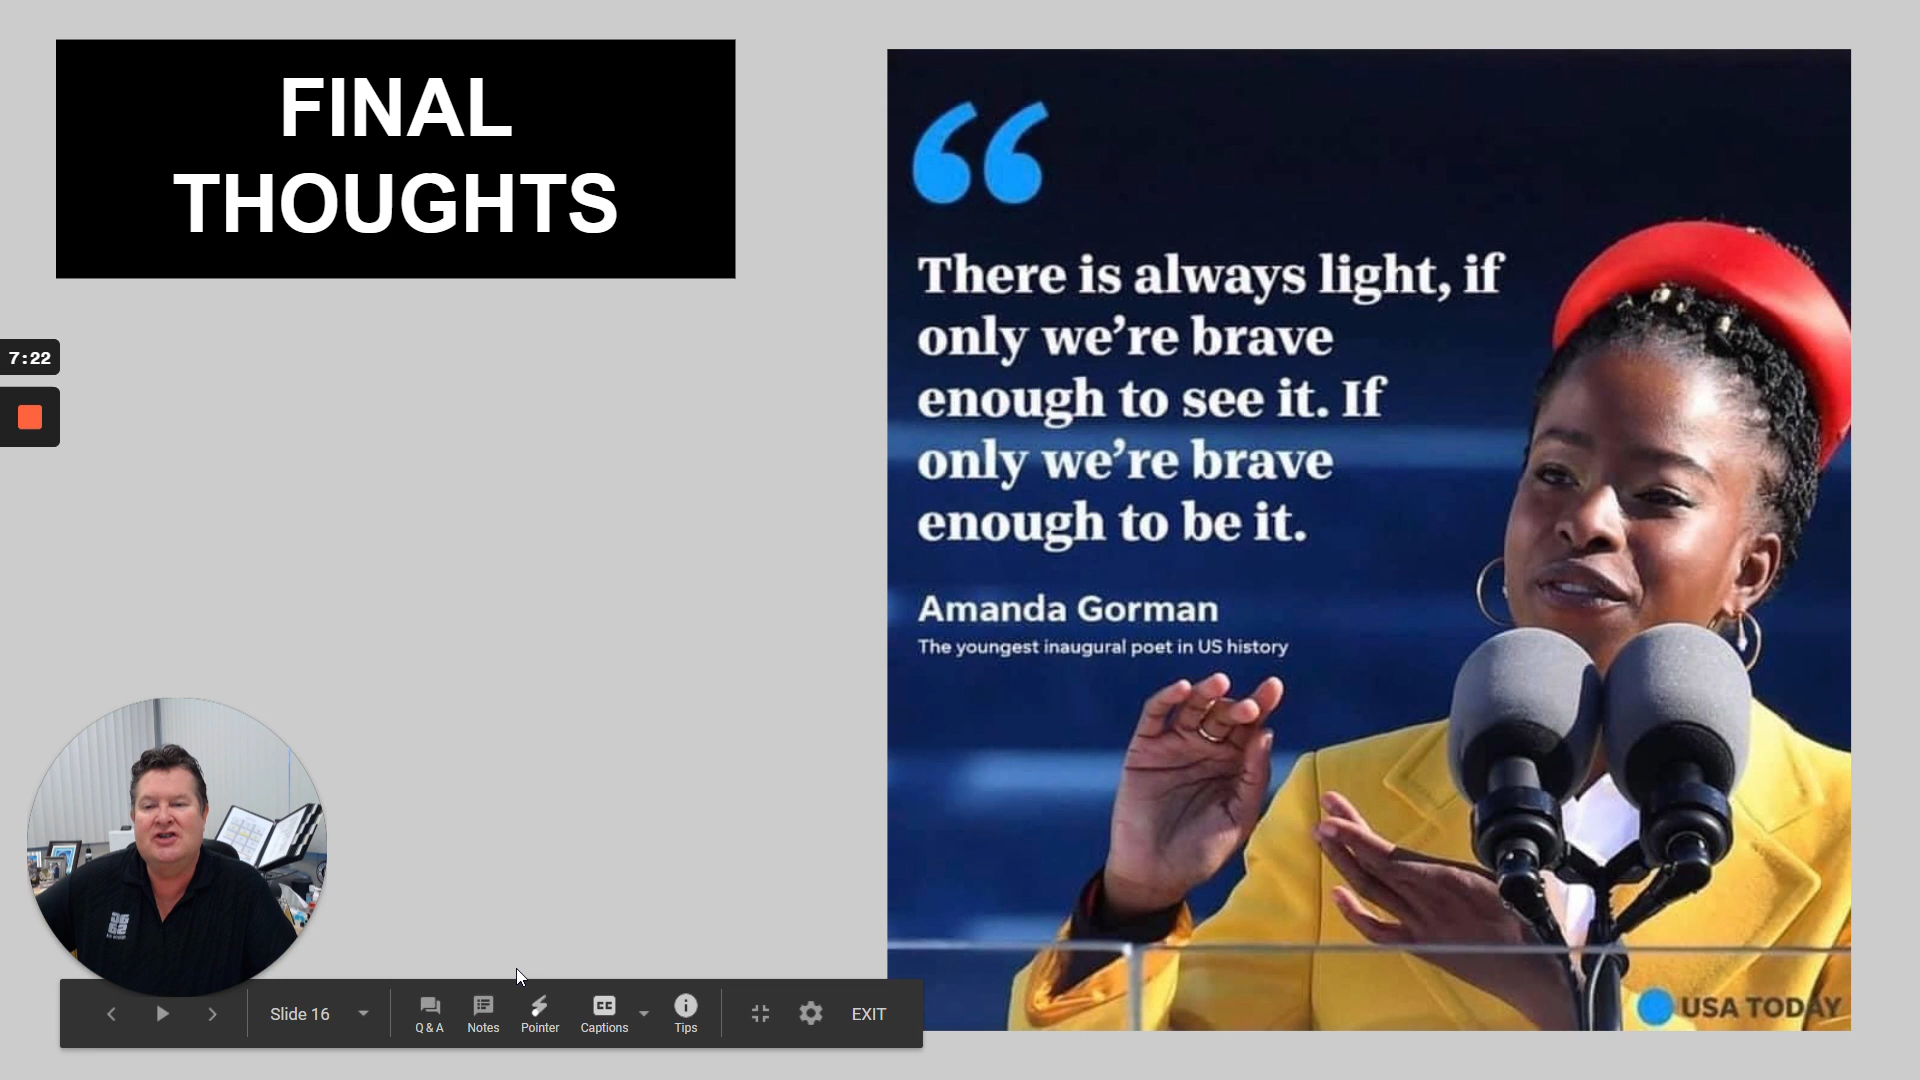 FINAL
THOUGHTS
7:22
“
There is always light, if
only we’re brave
enough to see it. If
only we’re brave
enough to be it.
Amanda Gorman
The youngest inaugural poet in US history
USA TODAY
Slide 16
Q & A
Notes
Pointer
CC
Captions
Tips
EXIT